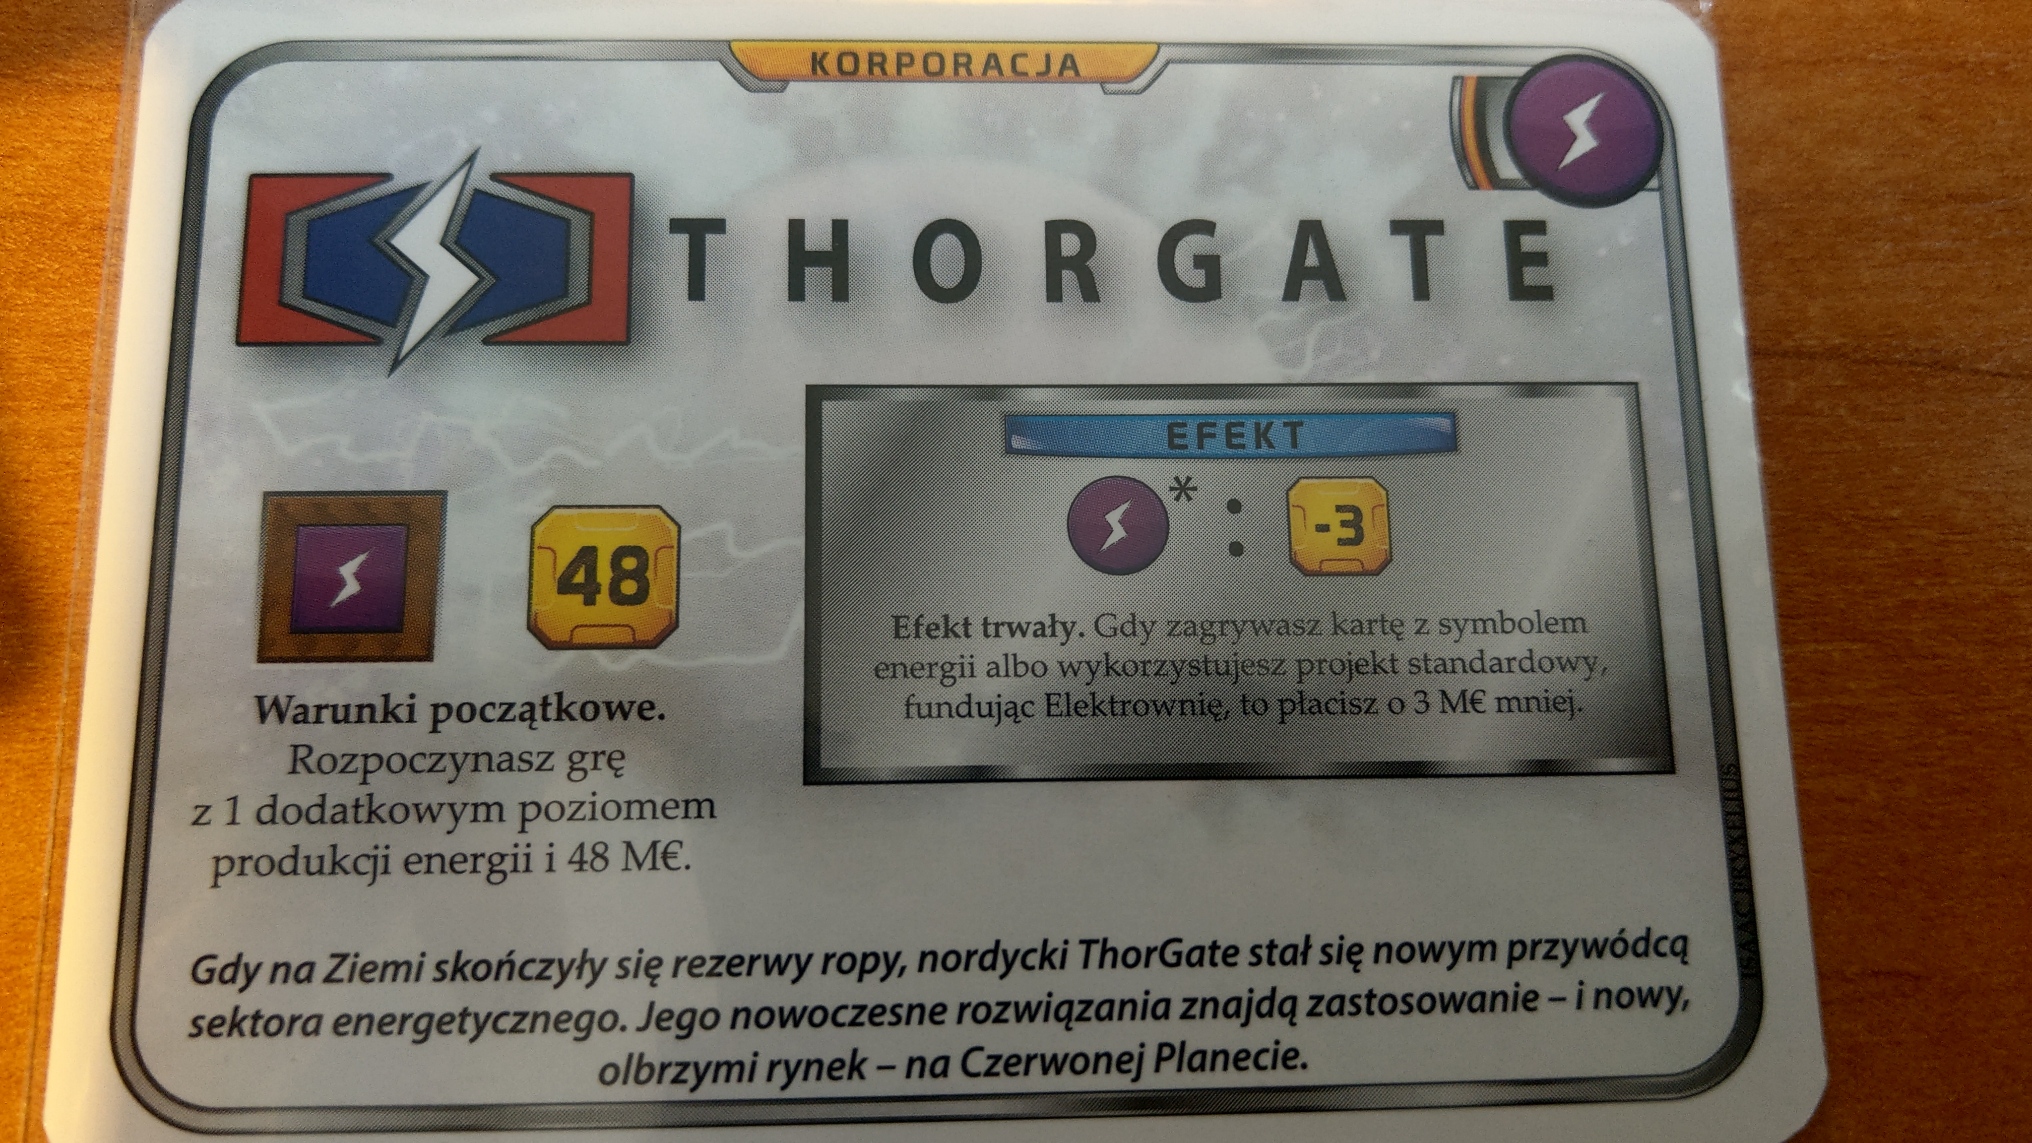 KORPORACJA
THORGATE
EFEKT
* : -3
48
Efekt trwały. Gdy zagrywasz kartę z symbolem
energii albo wykorzystujesz projekt standardowy,
fundując Elektrownię, to płacisz o 3 M€ mniej.
Warunki początkowe.
Rozpoczynasz grę
z 1 dodatkowym poziomem
produkcji energii i 48 M€.
Gdy na Ziemi skończyły się rezerwy ropy, nordycki ThorGate stał się nowym przywódcą
sektora energetycznego. Jego nowoczesne rozwiązania znajdą zastosowanie – i nowy,
olbrzymi rynek – na Czerwonej Planecie.